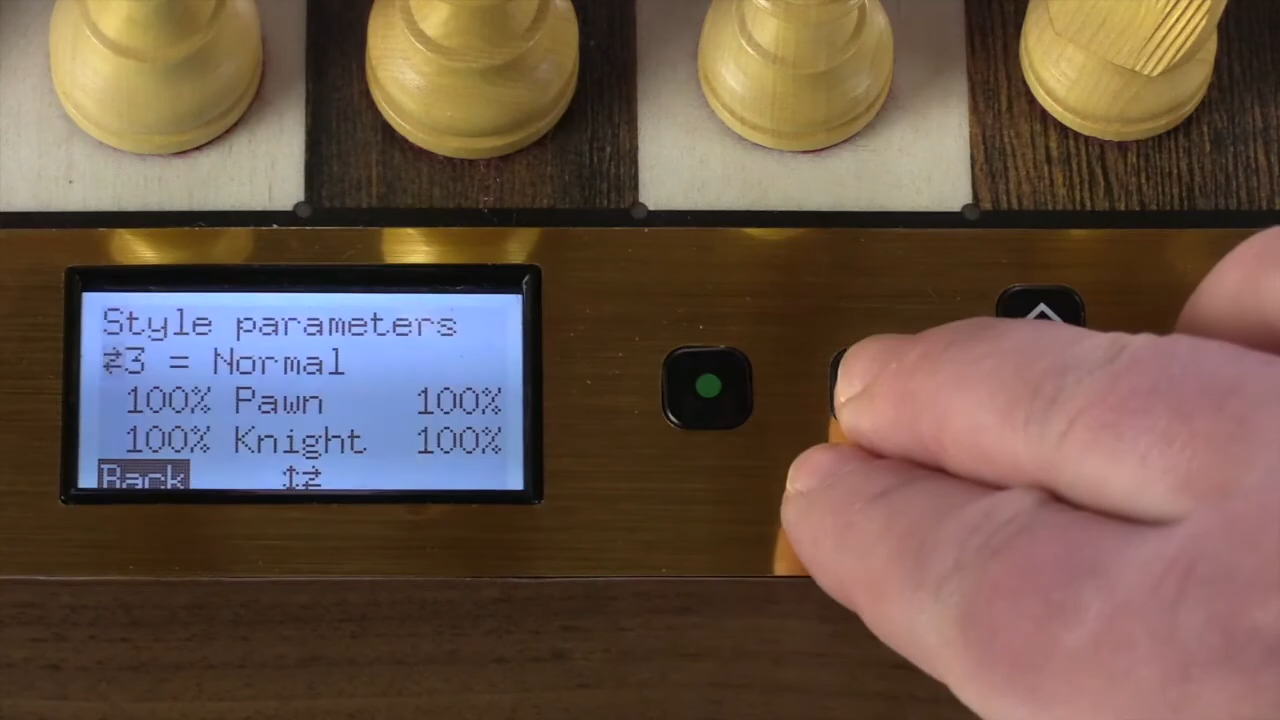 Style parameters
⇄3 = Normal
100% Pawn 100%
100% Knight 100%
Back ↕⇄